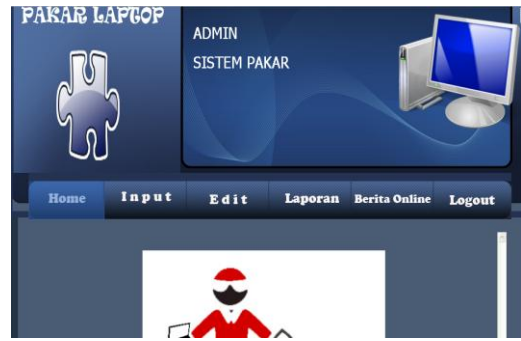 PAKAR LAPTOP
ADMIN
SISTEM PAKAR
Home Input Edit Laporan Berita Online Logout